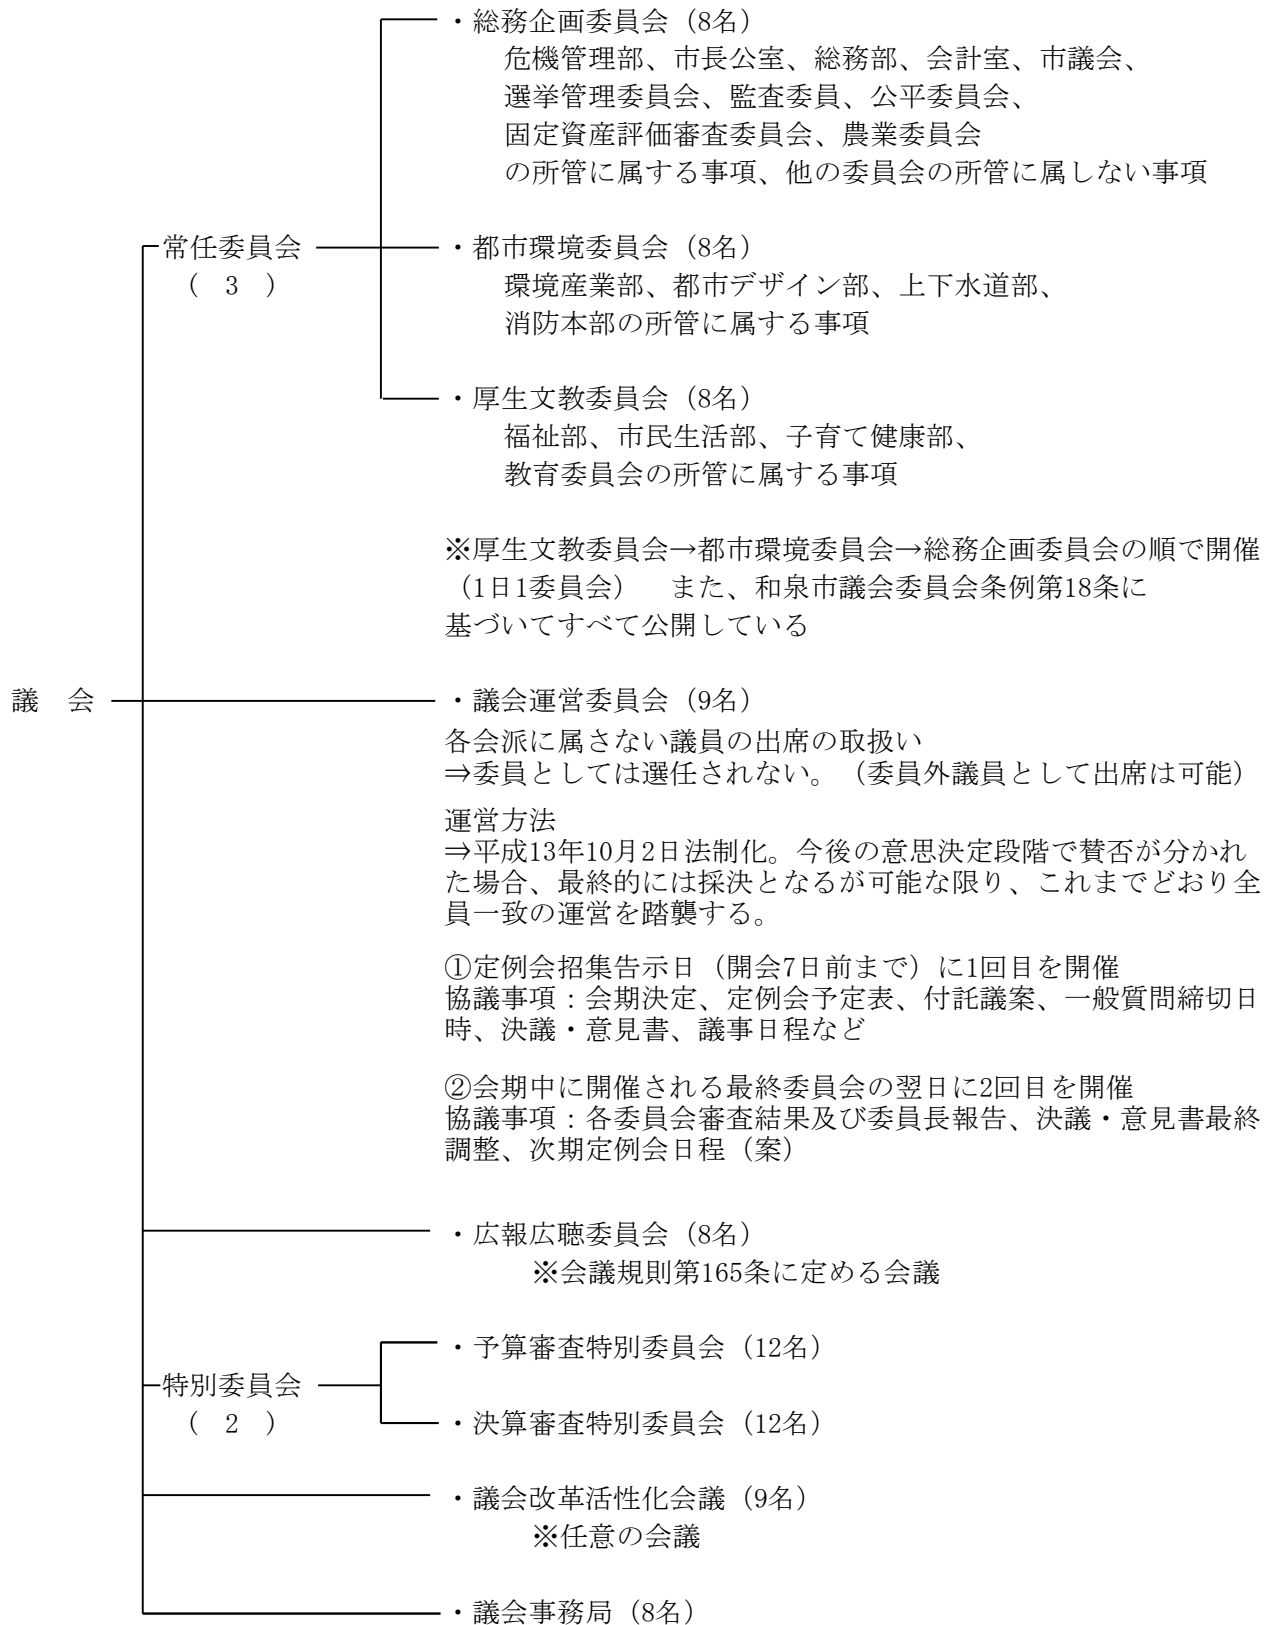 ・総務企画委員会（8名）
危機管理部、市長公室、総務部、会計室、市議会、
選挙管理委員会、監査委員、公平委員会、
固定資産評価審査委員会、農業委員会
の所管に属する事項、他の委員会の所管に属しない事項
常任委員会
（　3　）
・都市環境委員会（8名）
環境産業部、都市デザイン部、上下水道部、
消防本部の所管に属する事項
・厚生文教委員会（8名）
福祉部、市民生活部、子育て健康部、
教育委員会の所管に属する事項
※厚生文教委員会→都市環境委員会→総務企画委員会の順で開催
（1日1委員会）　また、和泉市議会委員会条例第18条に
基づいてすべて公開している
議　会
・議会運営委員会（9名）
各会派に属さない議員の出席の取扱い
⇒委員としては選任されない。（委員外議員として出席は可能）
運営方法
⇒平成13年10月2日法制化。今後の意思決定段階で賛否が分かれ
た場合、最終的には採決となるが可能な限り、これまでどおり全
員一致の運営を踏襲する。
①定例会招集告示日（開会7日前まで）に1回目を開催
協議事項：会期決定、定例会予定表、付託議案、一般質問締切日
時、決議・意見書、議事日程など
②会期中に開催される最終委員会の翌日に2回目を開催
協議事項：各委員会審査結果及び委員長報告、決議・意見書最終
調整、次期定例会日程（案）
・広報広聴委員会（8名）
※会議規則第165条に定める会議
特別委員会
（　2　）
・予算審査特別委員会（12名）
・決算審査特別委員会（12名）
・議会改革活性化会議（9名）
※任意の会議
・議会事務局（8名）